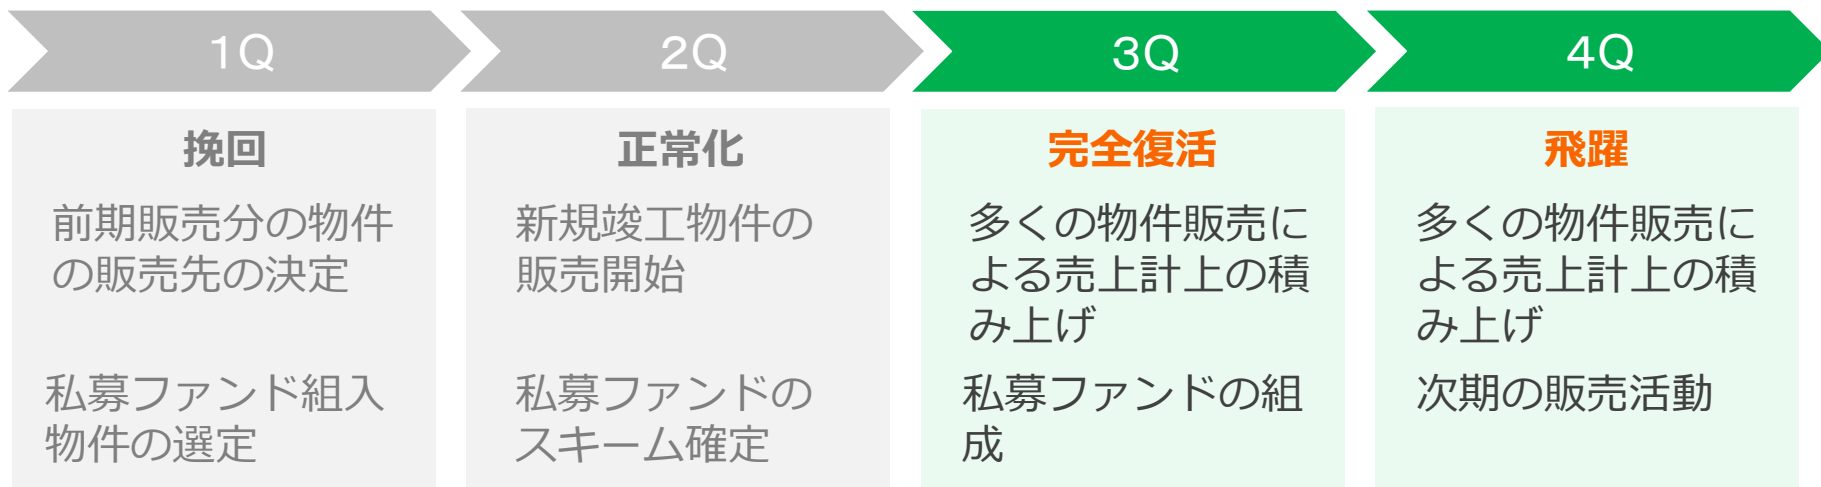 1Q
2Q
3Q
4Q
挽回
前期販売分の物件
の販売先の決定
私募ファンド組入
物件の選定
正常化
新規竣工物件の
販売開始
私募ファンドの
スキーム確定
完全復活
多くの物件販売に
よる売上計上の積
み上げ
私募ファンドの組
成
飛躍
多くの物件販売に
よる売上計上の積
み上げ
次期の販売活動